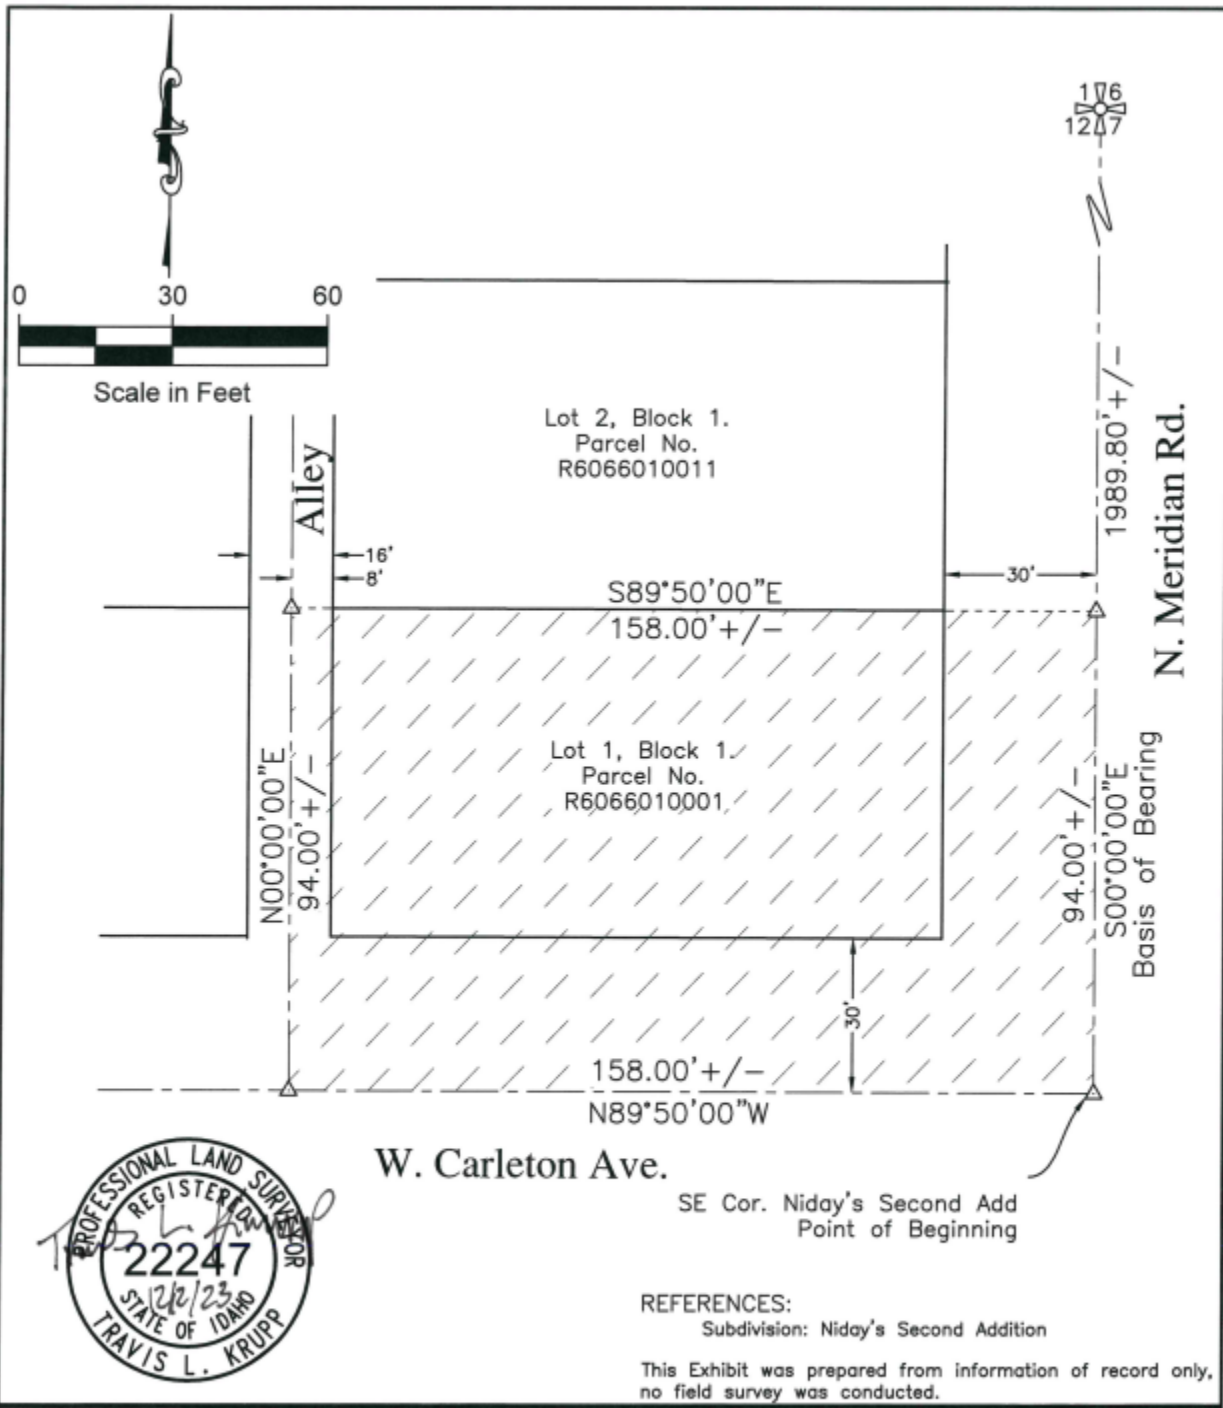 1 6
12 7
0 30 60
Scale in Feet
Alley
16'
8'
Lot 2, Block 1.
Parcel No.
R6066010011
1989.80'+/-
N. Meridian Rd.
30'
S89°50'00"E
158.00'+/-
Lot 1, Block 1.
Parcel No.
R6066010001
N00°00'00"E
94.00'+/-
94.00'+/-
S00°00'00"E
Basis of Bearing
30'
158.00'+/-
N89°50'00"W
W. Carleton Ave.
SE Cor. Niday's Second Add
Point of Beginning
PROFESSIONAL LAND SURVEYOR
REGISTERED
22247
12/2/23
STATE OF IDAHO
TRAVIS L. KRUPP
REFERENCES:
Subdivision: Niday's Second Addition
This Exhibit was prepared from information of record only,
no field survey was conducted.